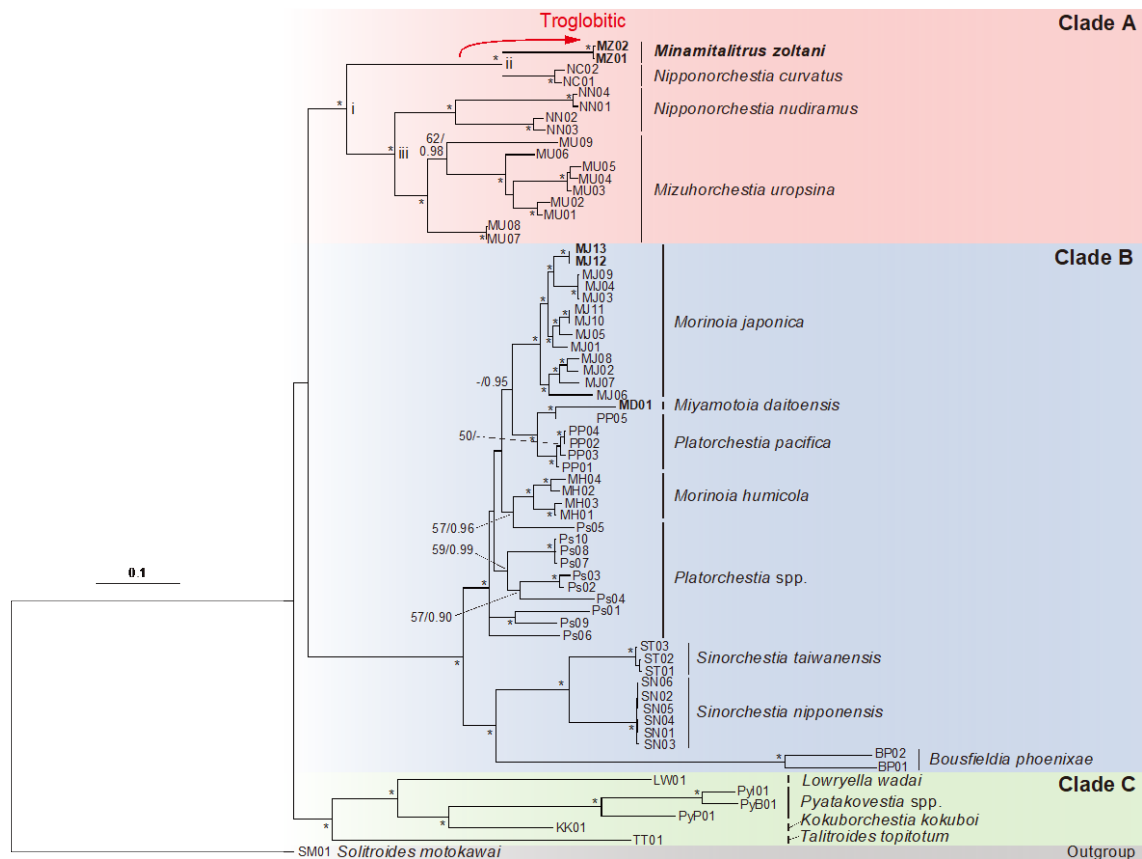 Troglobitic
Clade A
MZ02
MZ01
Minamitalitrus zoltani
* ii
NC02
NC01
Nipponorchestia curvatus
* i
NN04
NN01
NN02
NN03
Nipponorchestia nudiramus
* iii
62/
0.98
MU09
MU06
MU05
MU04
MU03
MU02
MU01
MU08
MU07
Mizuhorchestia uropsina
Clade B
MJ13
MJ12
MJ09
MJ04
MJ03
MJ11
MJ10
MJ05
MJ01
MJ08
MJ02
MJ07
MJ06
Morinoia japonica
-/0.95
MD01
Miyamotoia daitoensis
PP05
PP04
PP02
PP03
PP01
50/-
Platorchestia pacifica
MH04
MH02
MH03
MH01
Morinoia humicola
57/0.96
Ps05
59/0.99
Ps10
Ps08
Ps07
Ps03
Ps02
Ps04
57/0.90
Ps01
Ps09
Ps06
Platorchestia spp.
0.1
ST03
ST02
ST01
Sinorchestia taiwanensis
SN06
SN02
SN05
SN04
SN01
SN03
Sinorchestia nipponensis
BP02
BP01
Bousfieldia phoenixae
Clade C
LW01
Lowryella wadai
PyI01
PyB01
PyP01
Pyatakovestia spp.
KK01
Kokuborchestia kokuboi
TT01
Talitroides topitotum
SM01 Solitroides motokawai
Outgroup